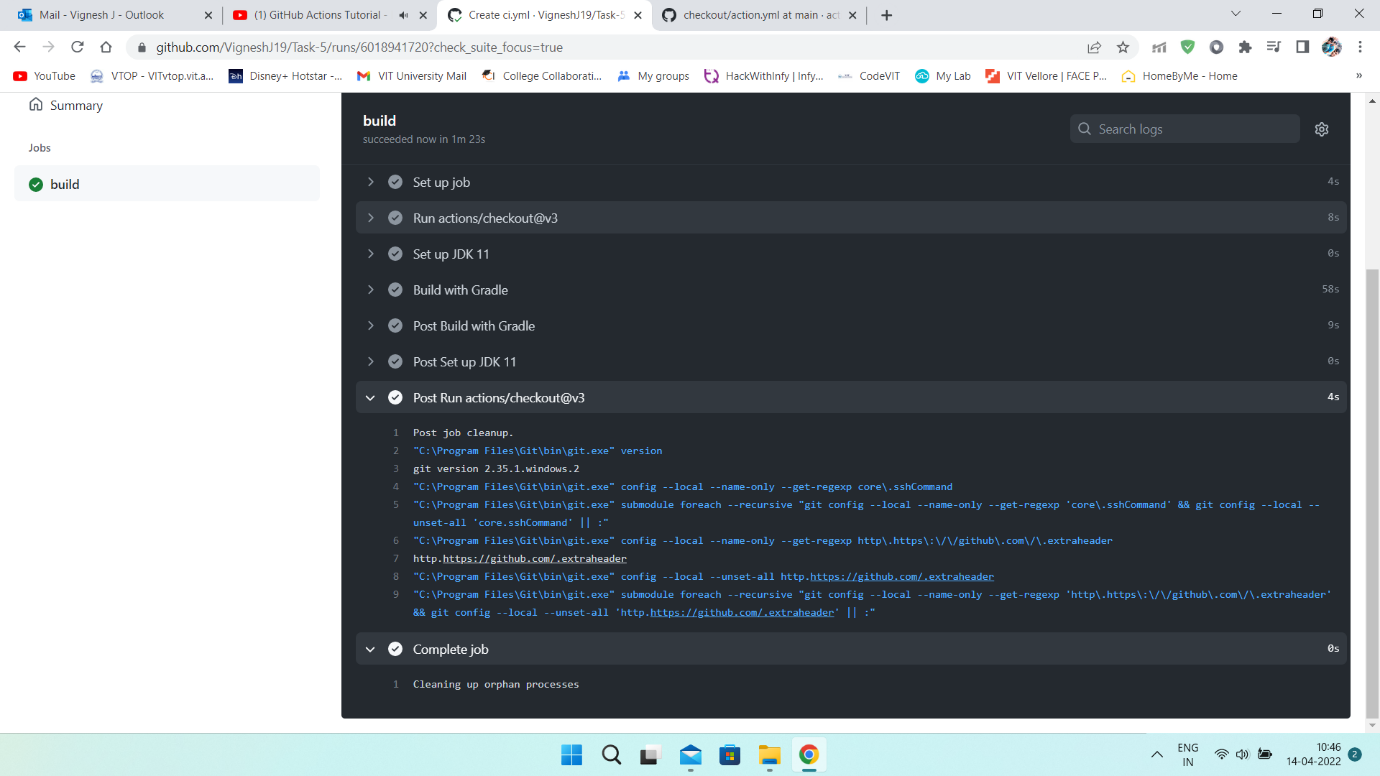 Mail - Vignesh J - Outlook
(1) GitHub Actions Tutorial -
Create ci.yml · VigneshJ19/Task-5
checkout/action.yml at main · act
github.com/VigneshJ19/Task-5/runs/6018941720?check_suite_focus=true
YouTube
VTOP - VITvtop.vit.a...
Disney+ Hotstar -...
VIT University Mail
College Collaborati...
My groups
HackWithInfy | Infy...
CodeVIT
My Lab
VIT Vellore | FACE P...
HomeByMe - Home
»
Summary
Jobs
build
build
succeeded now in 1m 23s
Search logs
Set up job
4s
Run actions/checkout@v3
8s
Set up JDK 11
0s
Build with Gradle
58s
Post Build with Gradle
9s
Post Set up JDK 11
0s
Post Run actions/checkout@v3
4s
1 Post job cleanup.
2 "C:\Program Files\Git\bin\git.exe" version
3 git version 2.35.1.windows.2
4 "C:\Program Files\Git\bin\git.exe" config --local --name-only --get-regexp core\.sshCommand
5 "C:\Program Files\Git\bin\git.exe" submodule foreach --recursive "git config --local --name-only --get-regexp 'core\.sshCommand' && git config --local --
unset-all 'core.sshCommand' || :"
6 "C:\Program Files\Git\bin\git.exe" config --local --name-only --get-regexp http\.https\:\/\/github\.com\/\.extraheader
7 http.https://github.com/.extraheader
8 "C:\Program Files\Git\bin\git.exe" config --local --unset-all http.https://github.com/.extraheader
9 "C:\Program Files\Git\bin\git.exe" submodule foreach --recursive "git config --local --name-only --get-regexp 'http\.https\:\/\/github\.com\/\.extraheader'
&& git config --local --unset-all 'http.https://github.com/.extraheader' || :"
Complete job
0s
1 Cleaning up orphan processes
ENG
IN
10:46
14-04-2022
2